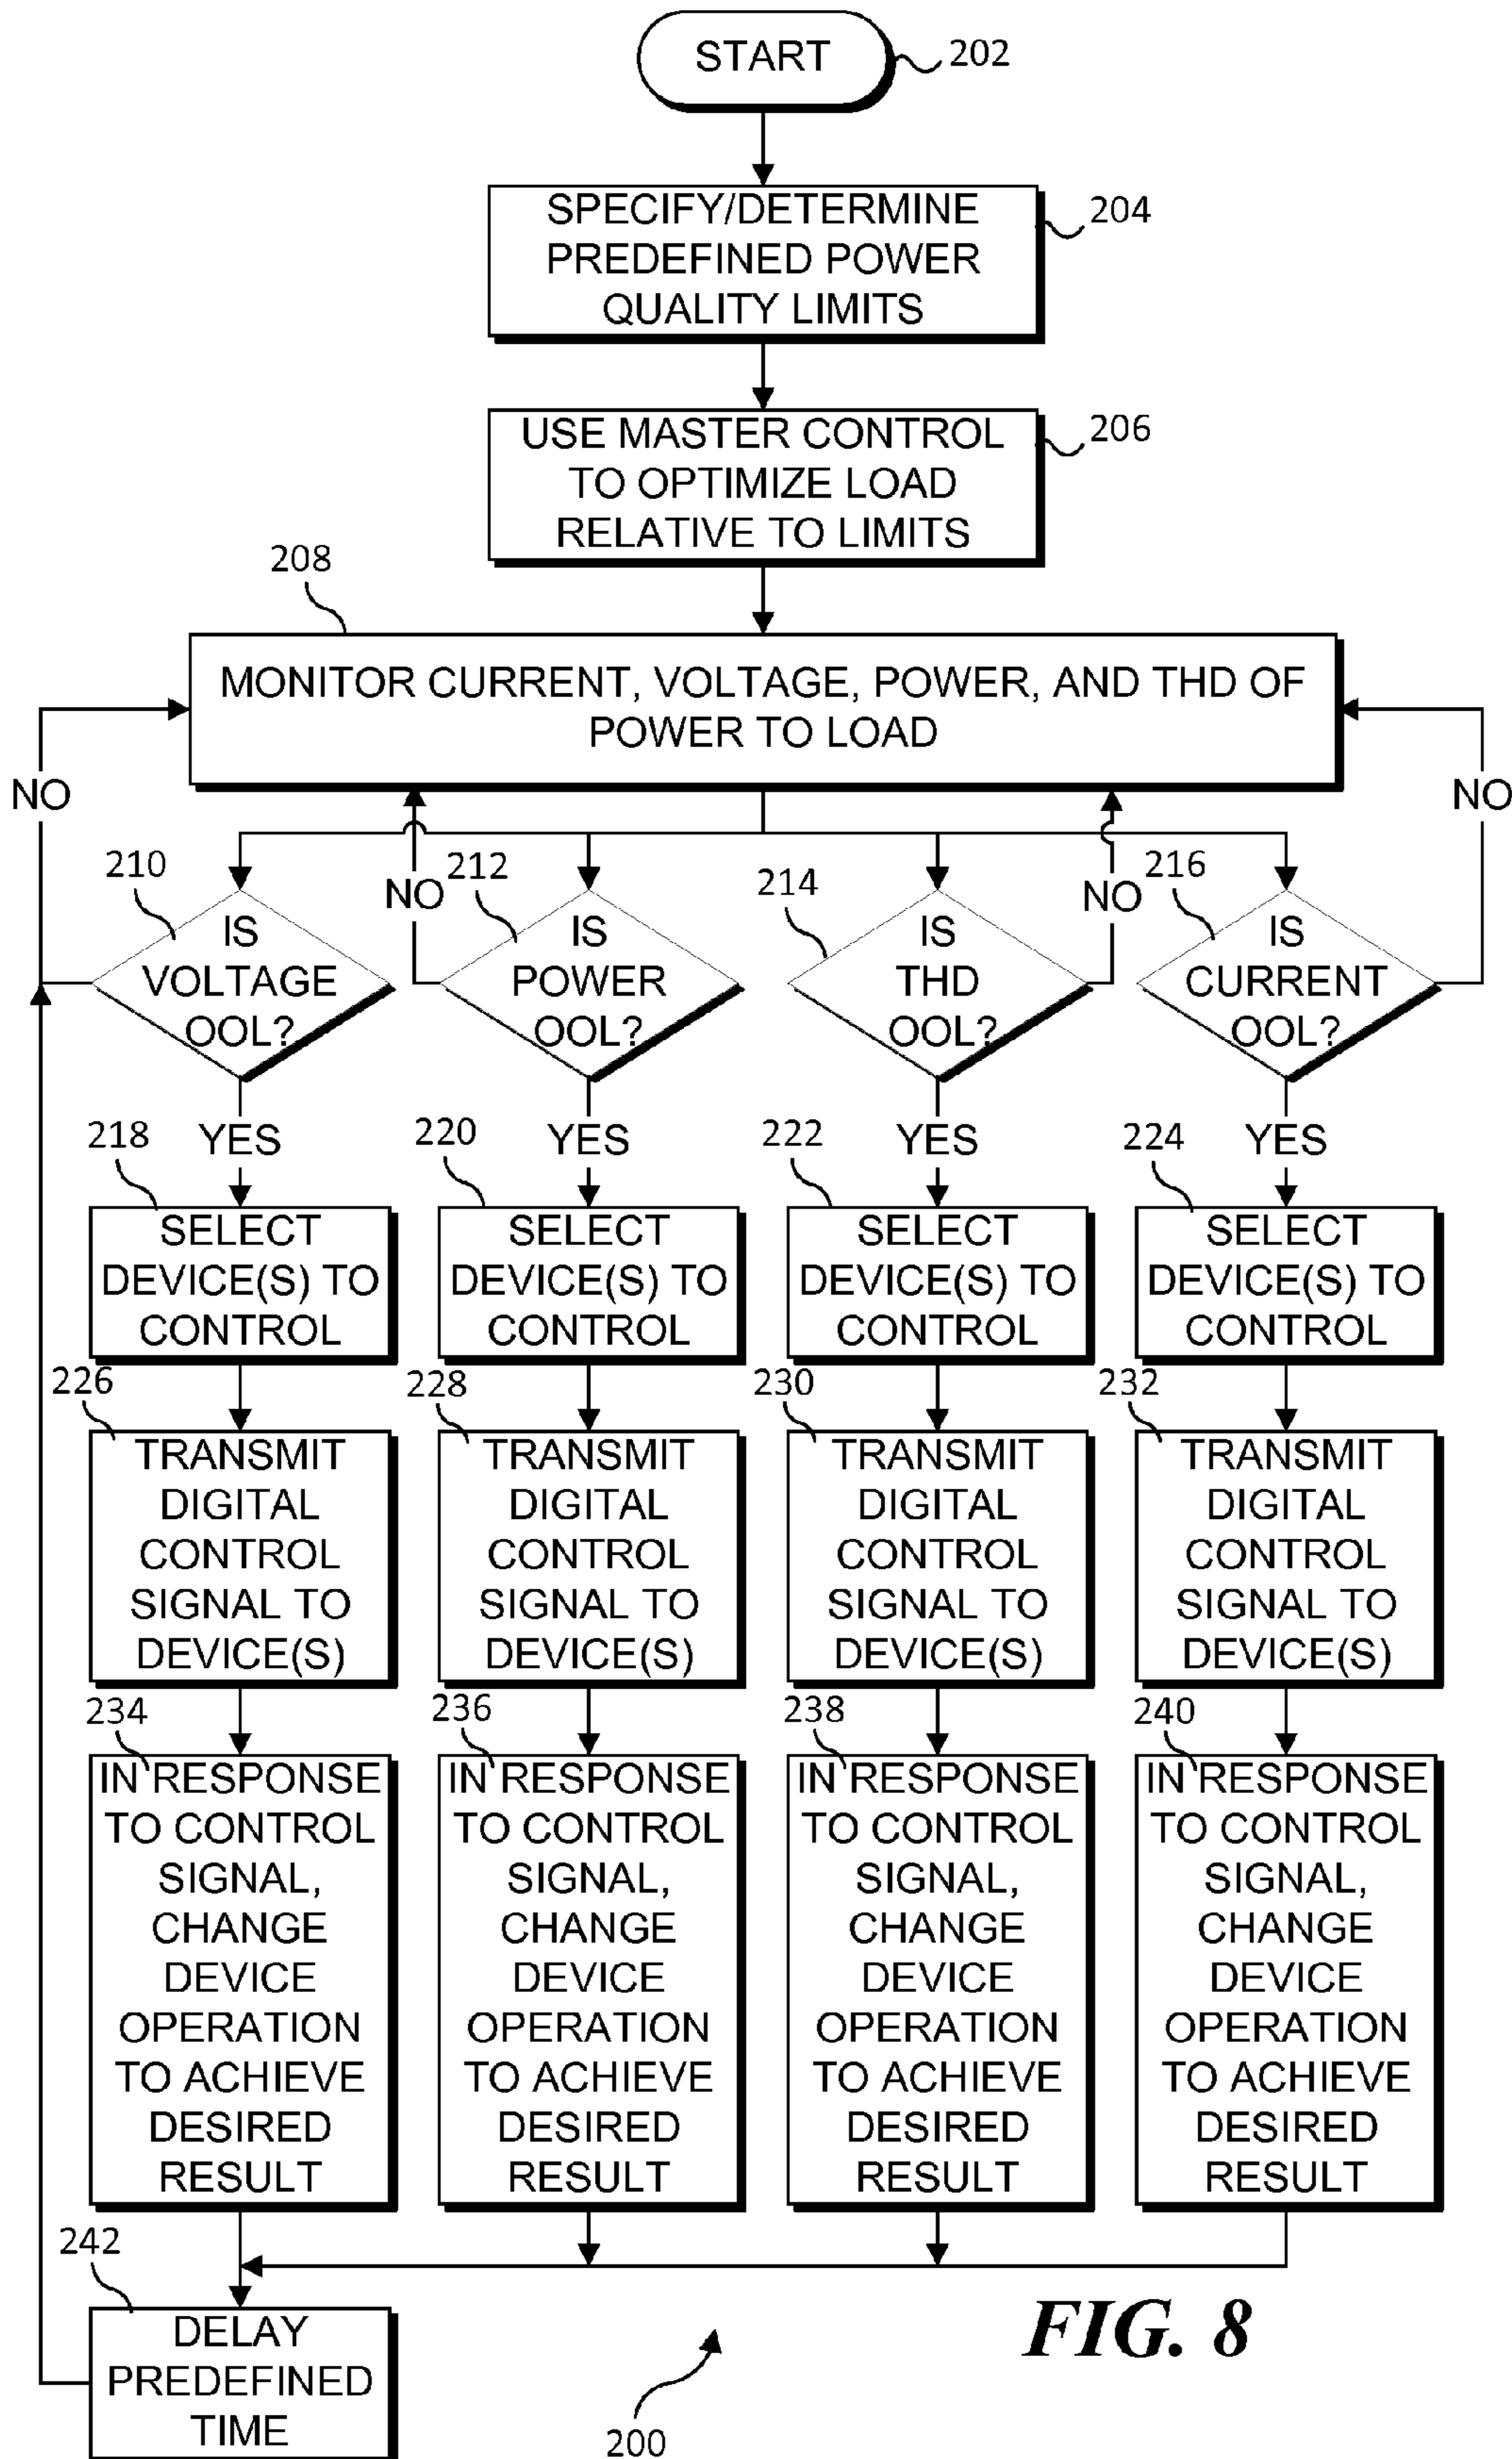 START
202
SPECIFY/DETERMINE
PREDEFINED POWER
QUALITY LIMITS
204
USE MASTER CONTROL
TO OPTIMIZE LOAD
RELATIVE TO LIMITS
206
208
MONITOR CURRENT, VOLTAGE, POWER, AND THD OF
POWER TO LOAD
NO
NO
210
IS
VOLTAGE
OOL?
NO
212
IS
POWER
OOL?
214
IS
THD
OOL?
NO
216
IS
CURRENT
OOL?
YES
YES
YES
YES
218
SELECT
DEVICE(S) TO
CONTROL
220
SELECT
DEVICE(S) TO
CONTROL
222
SELECT
DEVICE(S) TO
CONTROL
224
SELECT
DEVICE(S) TO
CONTROL
226
TRANSMIT
DIGITAL
CONTROL
SIGNAL TO
DEVICE(S)
228
TRANSMIT
DIGITAL
CONTROL
SIGNAL TO
DEVICE(S)
230
TRANSMIT
DIGITAL
CONTROL
SIGNAL TO
DEVICE(S)
232
TRANSMIT
DIGITAL
CONTROL
SIGNAL TO
DEVICE(S)
234
IN RESPONSE
TO CONTROL
SIGNAL,
CHANGE
DEVICE
OPERATION
TO ACHIEVE
DESIRED
RESULT
236
IN RESPONSE
TO CONTROL
SIGNAL,
CHANGE
DEVICE
OPERATION
TO ACHIEVE
DESIRED
RESULT
238
IN RESPONSE
TO CONTROL
SIGNAL,
CHANGE
DEVICE
OPERATION
TO ACHIEVE
DESIRED
RESULT
240
IN RESPONSE
TO CONTROL
SIGNAL,
CHANGE
DEVICE
OPERATION
TO ACHIEVE
DESIRED
RESULT
242
DELAY
PREDEFINED
TIME
200
FIG. 8